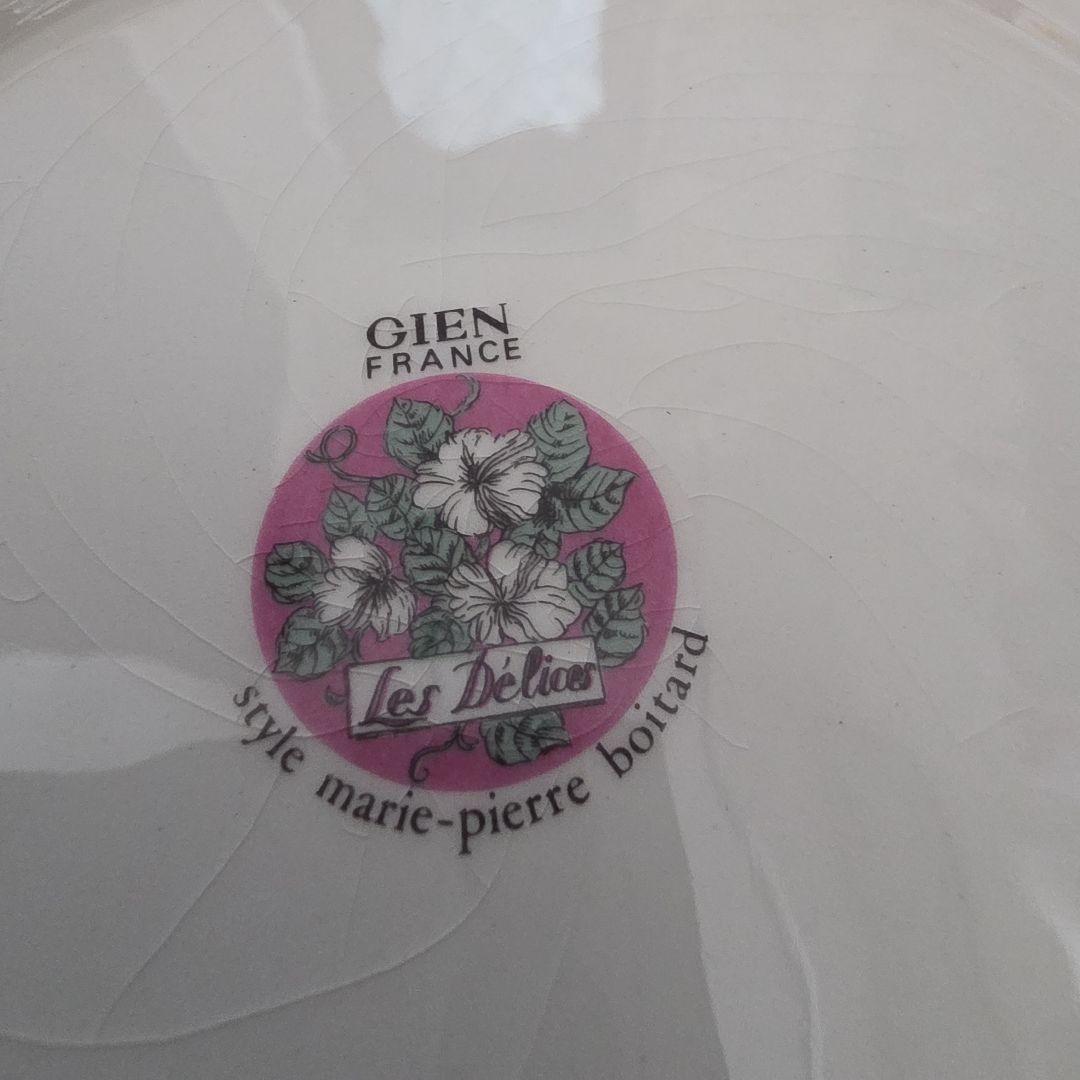 GIEN
FRANCE
Les Délices
style marie-pierre boitard